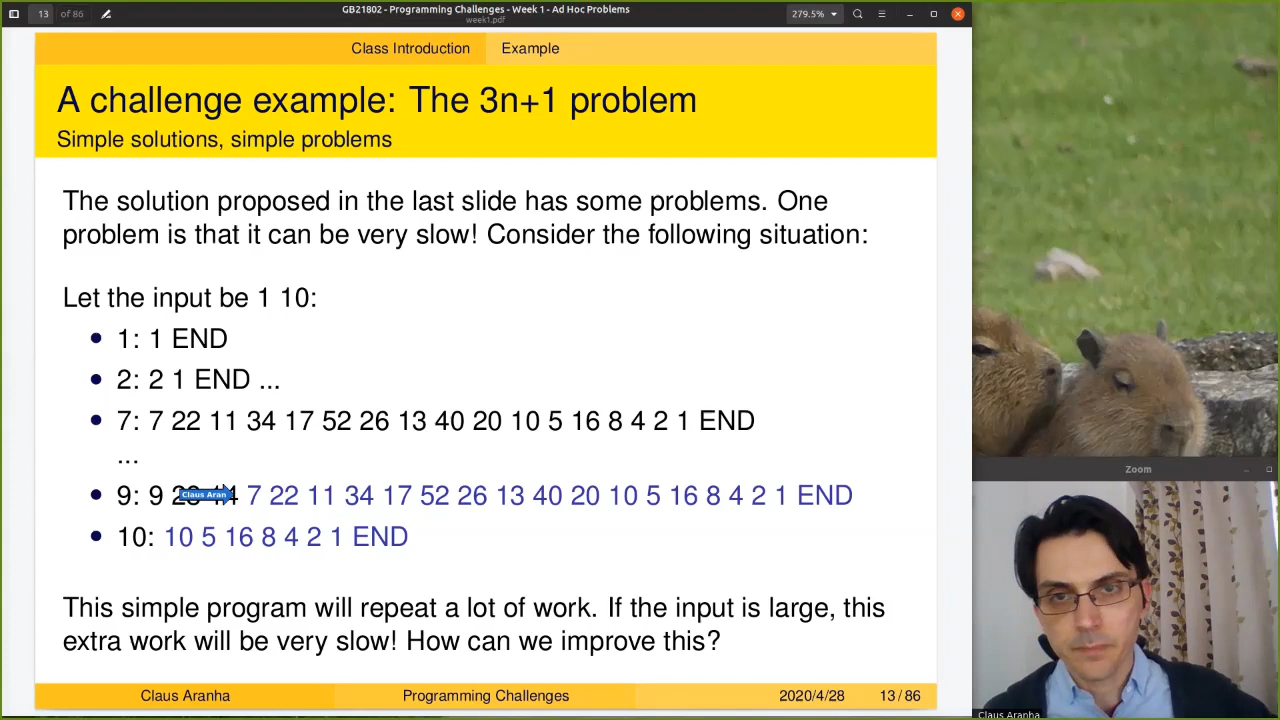 13 of 86
GB21802 - Programming Challenges - Week 1 - Ad Hoc Problems
week1.pdf
279.5%
Class Introduction Example
A challenge example: The 3n+1 problem
Simple solutions, simple problems
The solution proposed in the last slide has some problems. One
problem is that it can be very slow! Consider the following situation:
Let the input be 1 10:
• 1: 1 END
• 2: 2 1 END ...
• 7: 7 22 11 34 17 52 26 13 40 20 10 5 16 8 4 2 1 END
...
• 9: 9 7 22 11 34 17 52 26 13 40 20 10 5 16 8 4 2 1 END
Claus Aran
• 10: 10 5 16 8 4 2 1 END
This simple program will repeat a lot of work. If the input is large, this
extra work will be very slow! How can we improve this?
Claus Aranha Programming Challenges 2020/4/28 13 / 86
Zoom
Claus Aranha